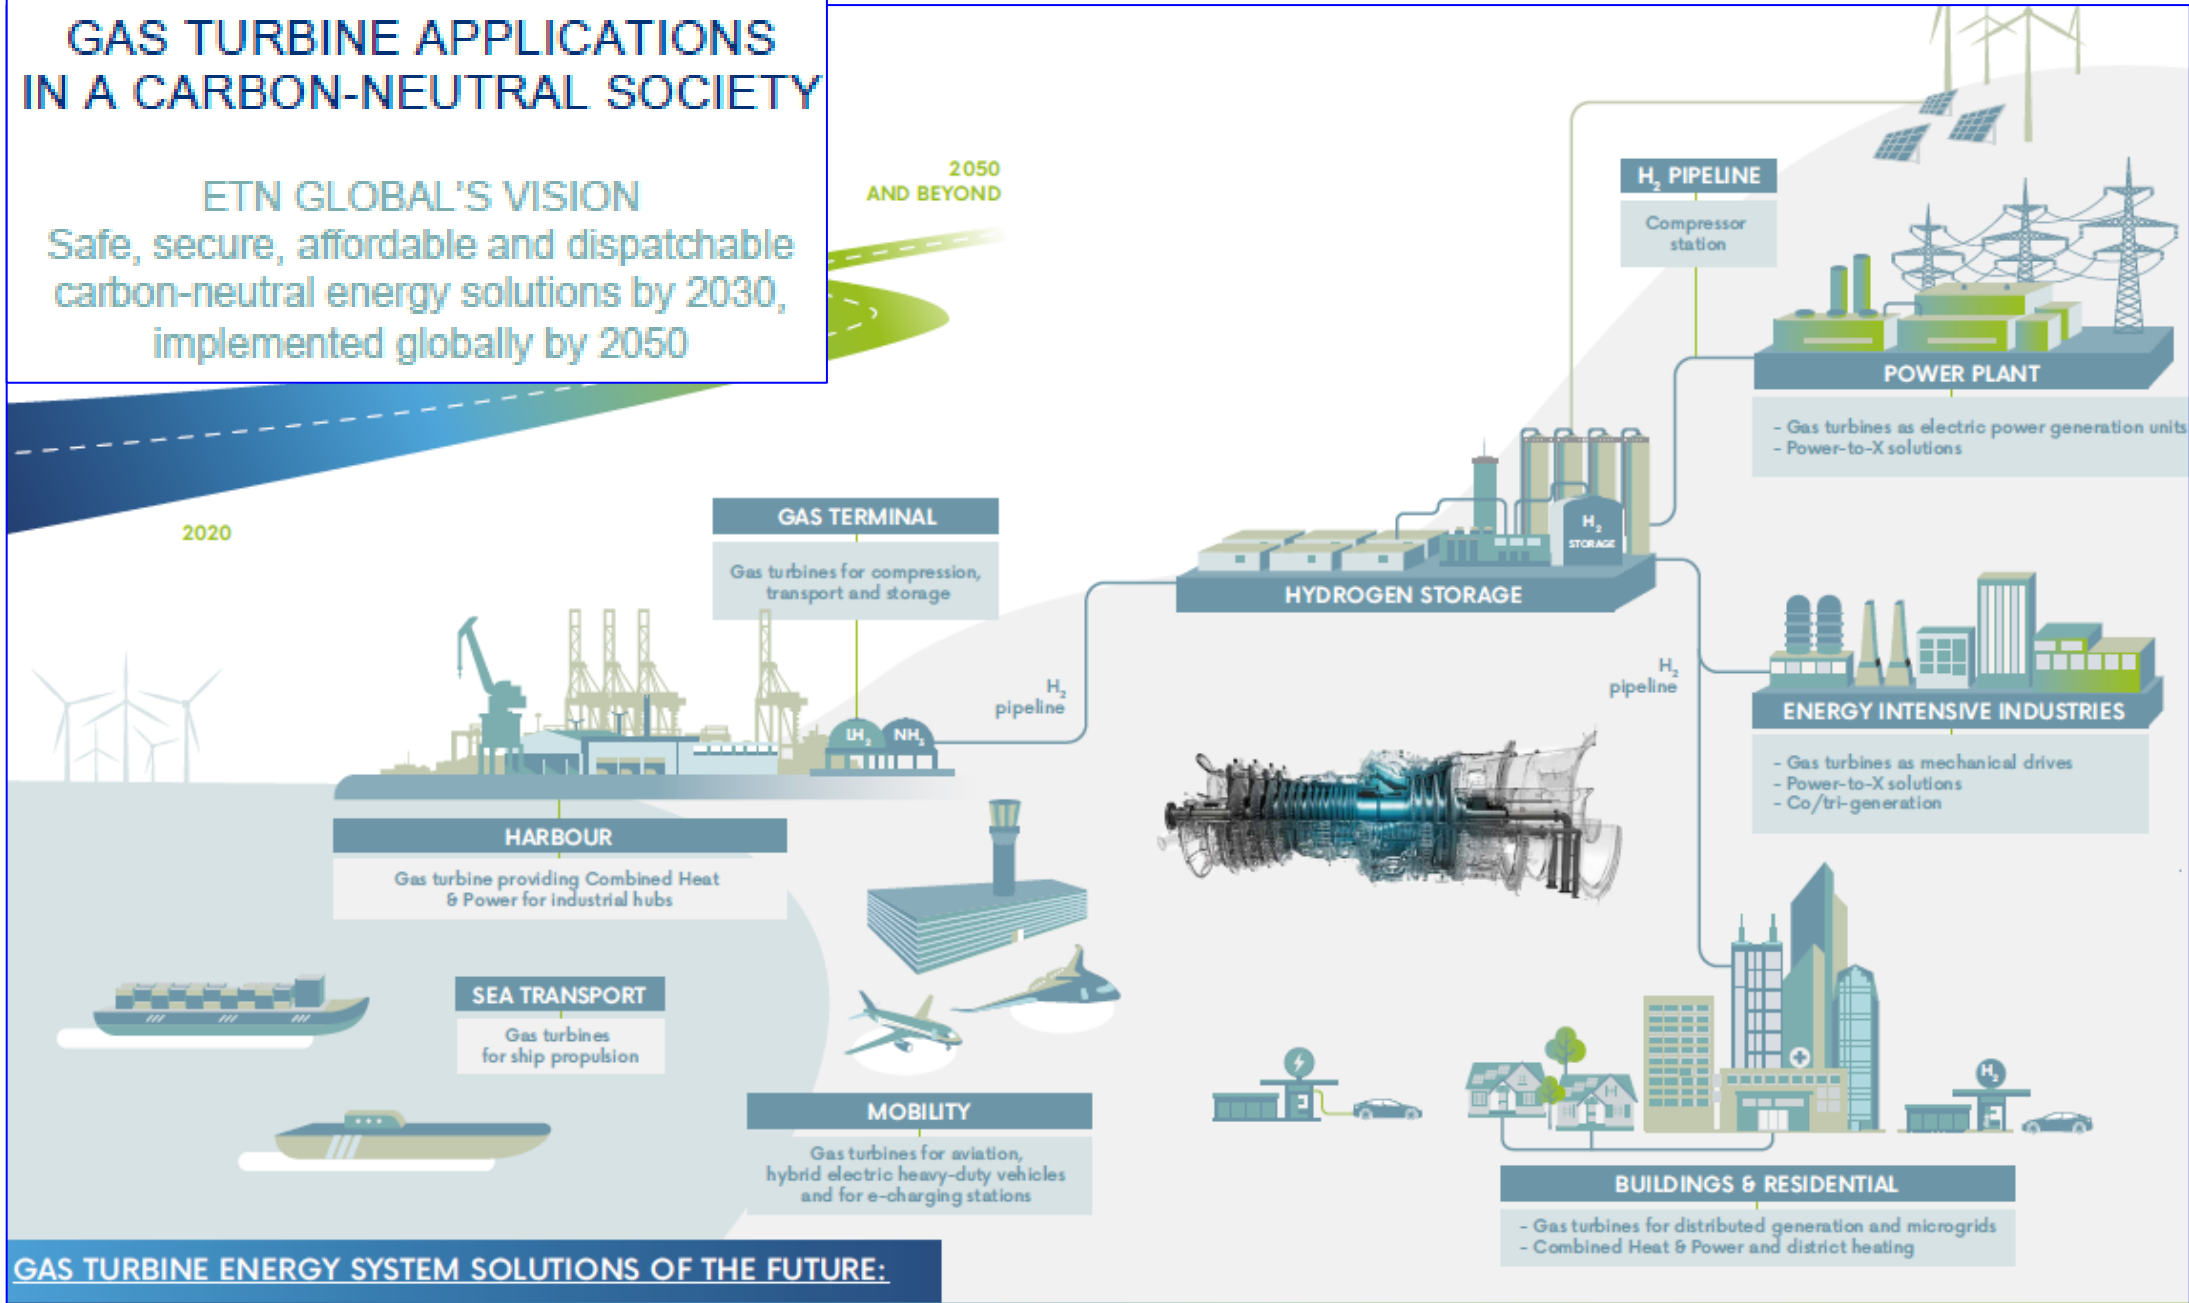 GAS TURBINE APPLICATIONS
IN A CARBON-NEUTRAL SOCIETY
ETN GLOBAL'S VISION
Safe, secure, affordable and dispatchable
carbon-neutral energy solutions by 2030,
implemented globally by 2050
2050
AND BEYOND
2020
H₂ PIPELINE
Compressor
station
POWER PLANT
- Gas turbines as electric power generation units
- Power-to-X solutions
GAS TERMINAL
Gas turbines for compression,
transport and storage
H₂
STORAGE
HYDROGEN STORAGE
H₂
pipeline
LH₂
NH₃
H₂
pipeline
ENERGY INTENSIVE INDUSTRIES
- Gas turbines as mechanical drives
- Power-to-X solutions
- Co/tri-generation
HARBOUR
Gas turbine providing Combined Heat
& Power for industrial hubs
SEA TRANSPORT
Gas turbines
for ship propulsion
MOBILITY
Gas turbines for aviation,
hybrid electric heavy-duty vehicles
and for e-charging stations
H₂
BUILDINGS & RESIDENTIAL
- Gas turbines for distributed generation and microgrids
- Combined Heat & Power and district heating
GAS TURBINE ENERGY SYSTEM SOLUTIONS OF THE FUTURE: